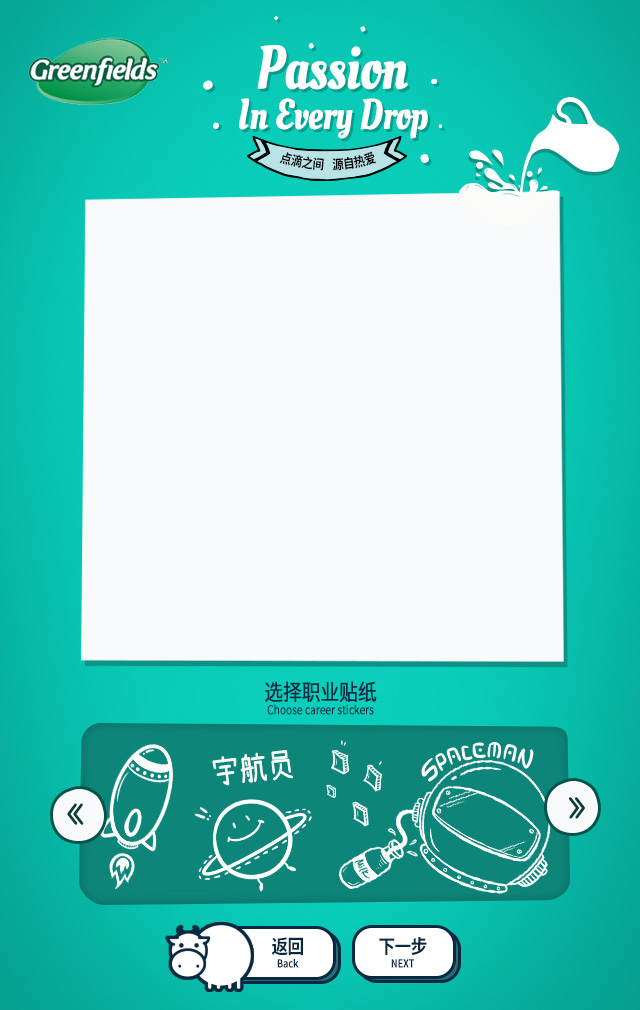 Greenfields
Passion
In Every Drop
点滴之间 源自热爱
选择职业贴纸
Choose career stickers
宇航员
SPACEMAN
MILK
返回
Back
下一步
NEXT